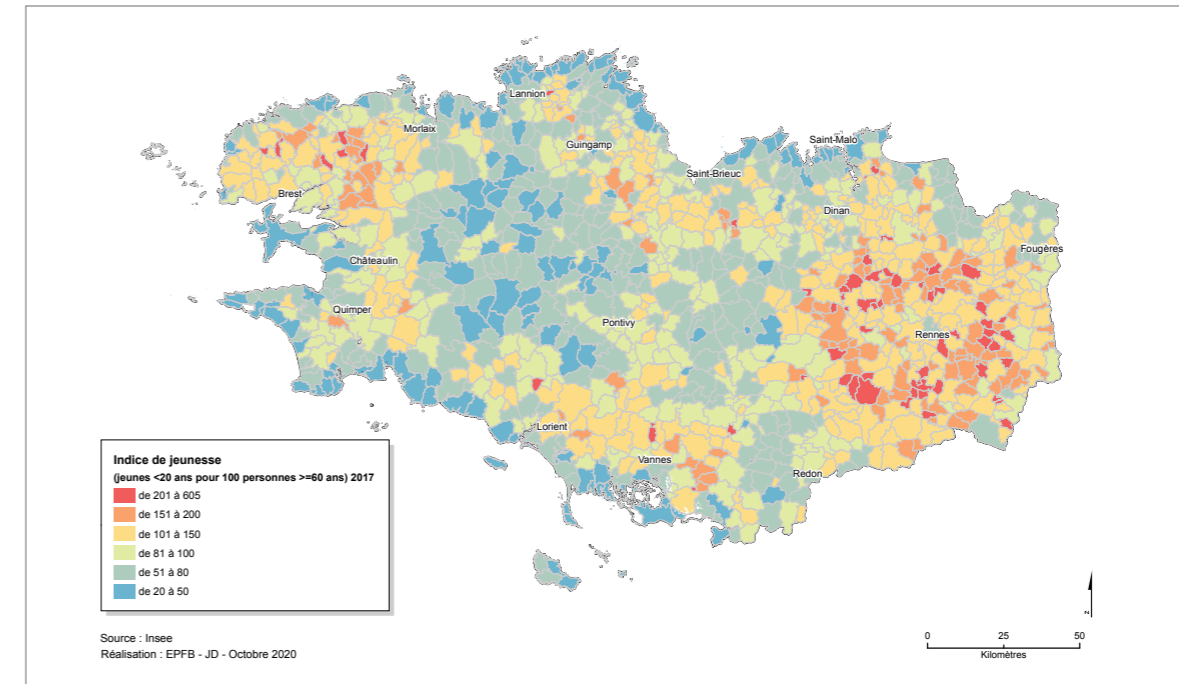 Lannion
Morlaix
Guingamp
Saint-Malo
Saint-Brieuc
Brest
Dinan
Fougères
Châteaulin
Quimper
Pontivy
Rennes
Lorient
Vannes
Redon
Indice de jeunesse
(jeunes <20 ans pour 100 personnes >=60 ans) 2017
de 201 à 605
de 151 à 200
de 101 à 150
de 81 à 100
de 51 à 80
de 20 à 50
Source : Insee
Réalisation : EPFB - JD - Octobre 2020
N
0 25 50
Kilomètres